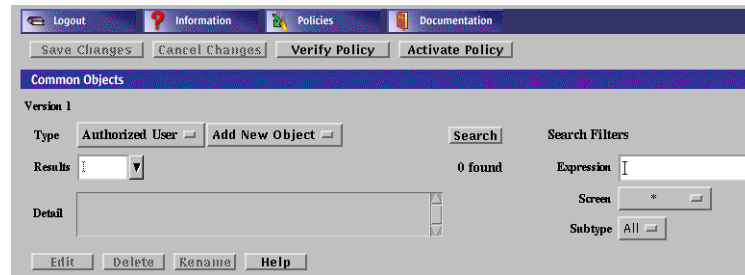 Logout Information Policies Documentation
Save Changes Cancel Changes Verify Policy Activate Policy
Common Objects
Version 1
Type Authorized User Add New Object Search Search Filters
Results 0 found Expression
Screen *
Detail
Subtype All
Edit Delete Rename Help